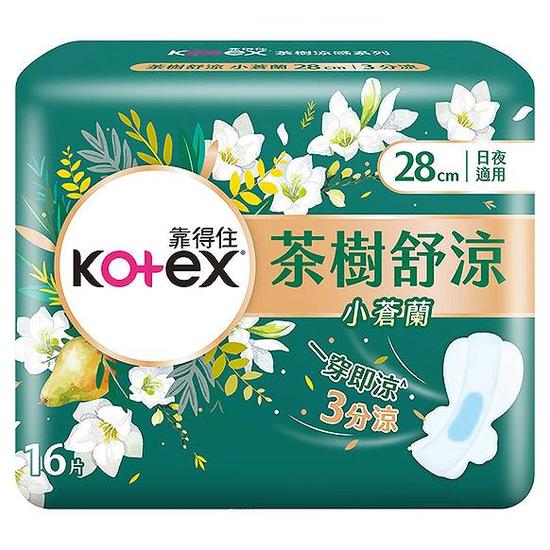 靠得住
Kotex
茶樹涼感系列
茶樹舒涼 小蒼蘭 28cm 3分涼
28cm 日夜
適用
靠得住
Kotex®
茶樹舒涼
小蒼蘭
一穿即涼^
3分涼
16片